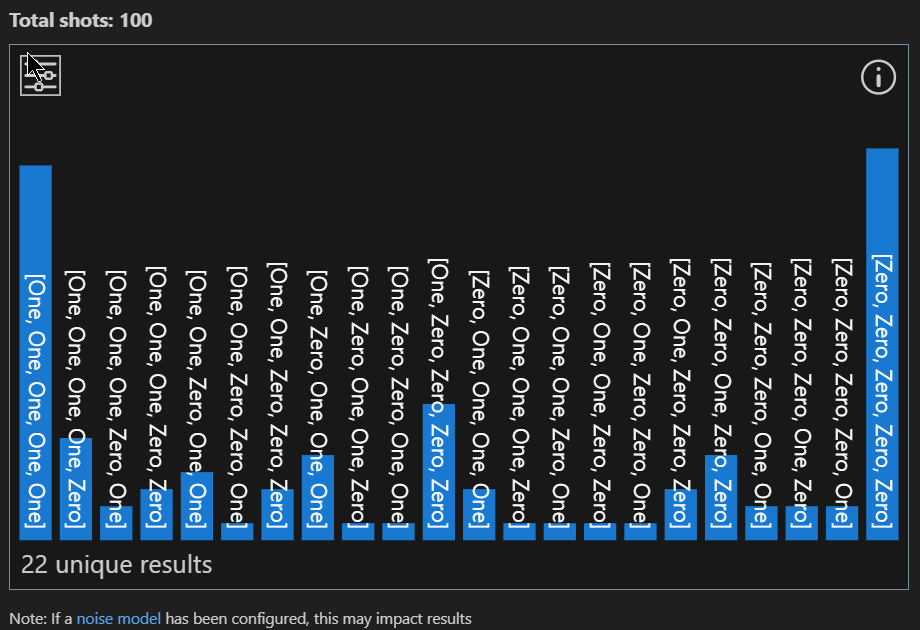 Total shots: 100
[One, One, One, One, One]
[One, One, One, One, Zero]
[One, One, One, Zero, One]
[One, One, One, Zero, Zero]
[One, One, Zero, One, One]
[One, One, Zero, Zero, One]
[One, One, Zero, Zero, Zero]
[One, Zero, One, One, One]
[One, Zero, One, One, Zero]
[One, Zero, Zero, One, One]
[One, Zero, Zero, Zero, Zero]
[Zero, One, One, One, One]
[Zero, One, One, One, Zero]
[Zero, One, One, Zero, One]
[Zero, One, One, Zero, Zero]
[Zero, One, Zero, Zero, One]
[Zero, One, Zero, Zero, Zero]
[Zero, Zero, One, Zero, Zero]
[Zero, Zero, Zero, One, One]
[Zero, Zero, Zero, One, Zero]
[Zero, Zero, Zero, Zero, One]
[Zero, Zero, Zero, Zero, Zero]
22 unique results
Note: If a noise model has been configured, this may impact results